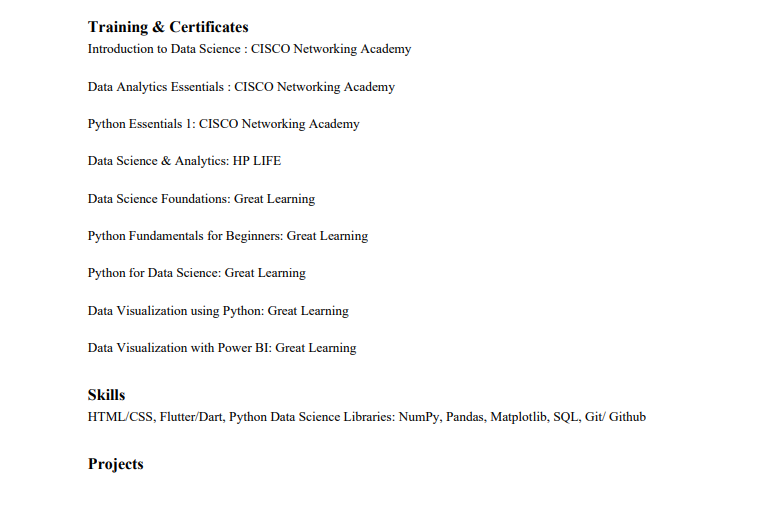 Training & Certificates
Introduction to Data Science : CISCO Networking Academy
Data Analytics Essentials : CISCO Networking Academy
Python Essentials 1: CISCO Networking Academy
Data Science & Analytics: HP LIFE
Data Science Foundations: Great Learning
Python Fundamentals for Beginners: Great Learning
Python for Data Science: Great Learning
Data Visualization using Python: Great Learning
Data Visualization with Power BI: Great Learning
Skills
HTML/CSS, Flutter/Dart, Python Data Science Libraries: NumPy, Pandas, Matplotlib, SQL, Git/ Github
Projects